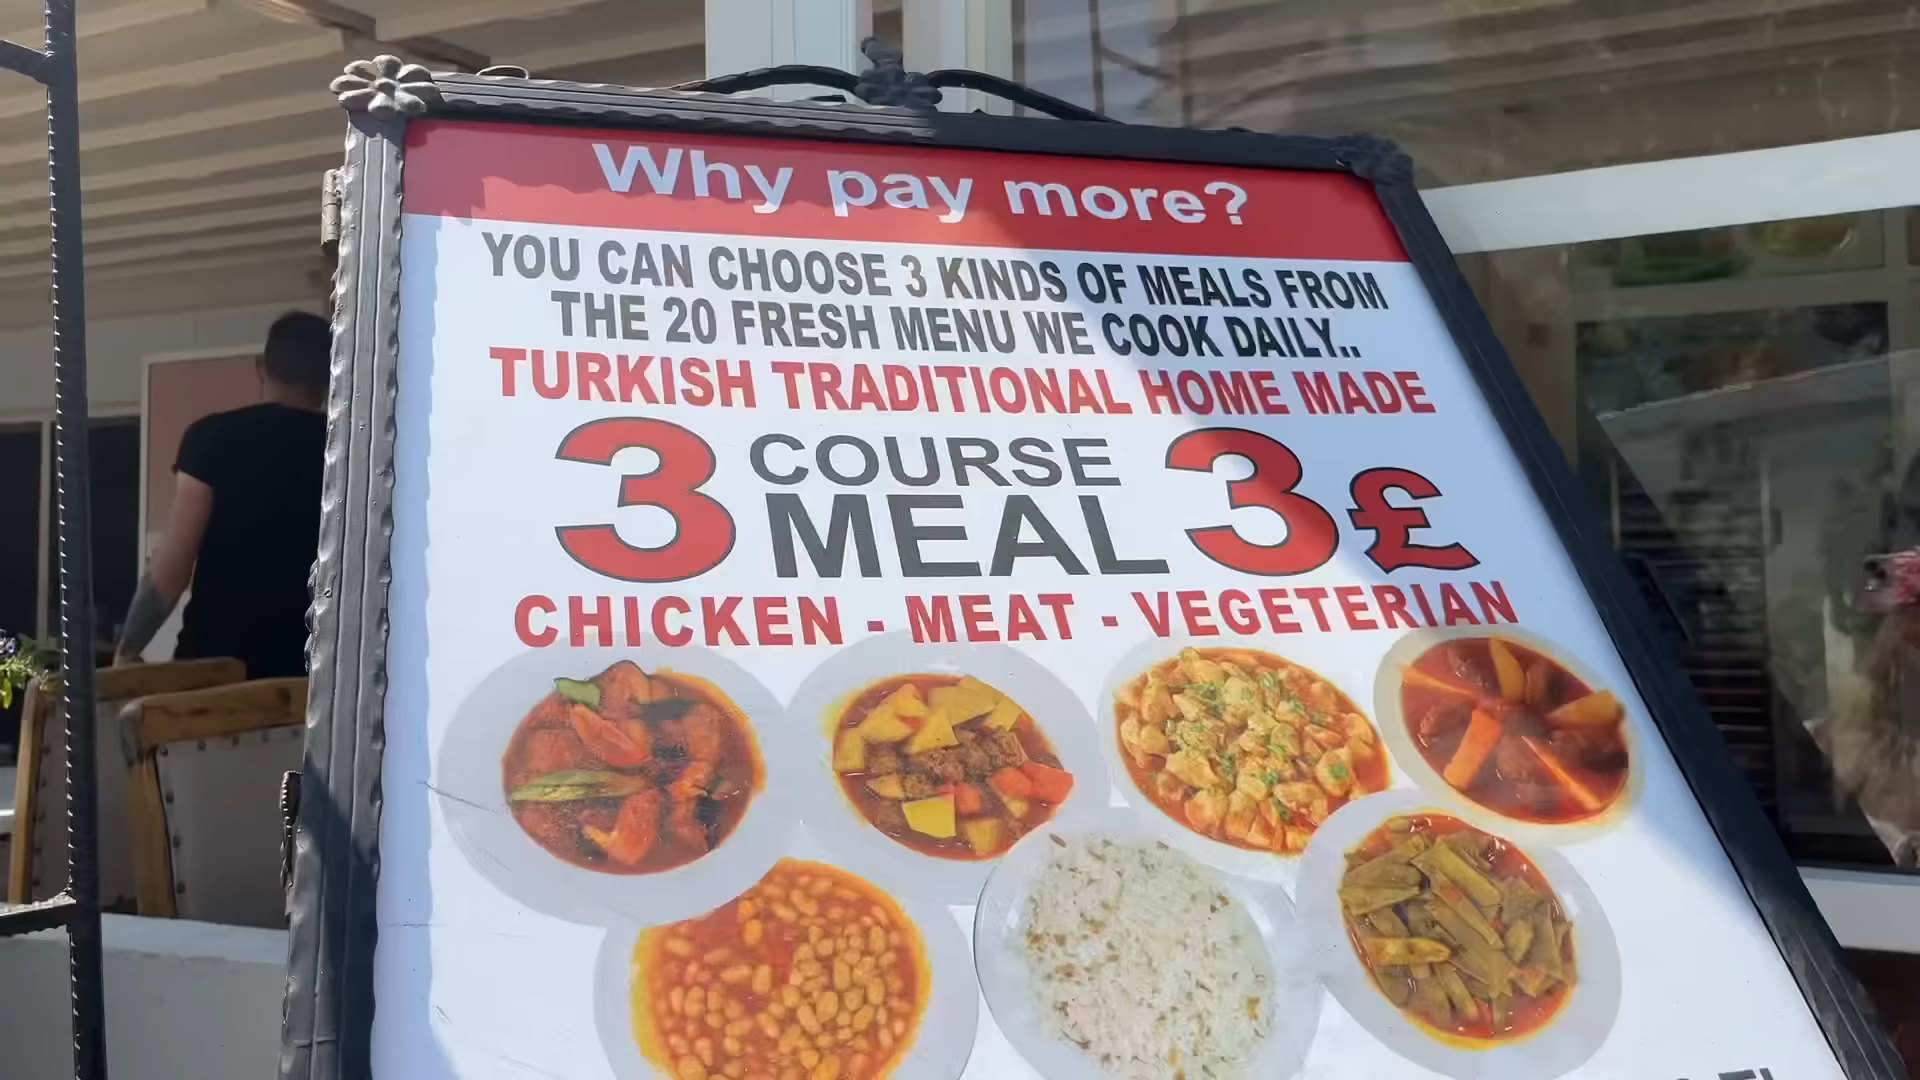 Why pay more?
YOU CAN CHOOSE 3 KINDS OF MEALS FROM
THE 20 FRESH MENU WE COOK DAILY..
TURKISH TRADITIONAL HOME MADE
3 COURSE MEAL 3£
CHICKEN - MEAT - VEGETERIAN